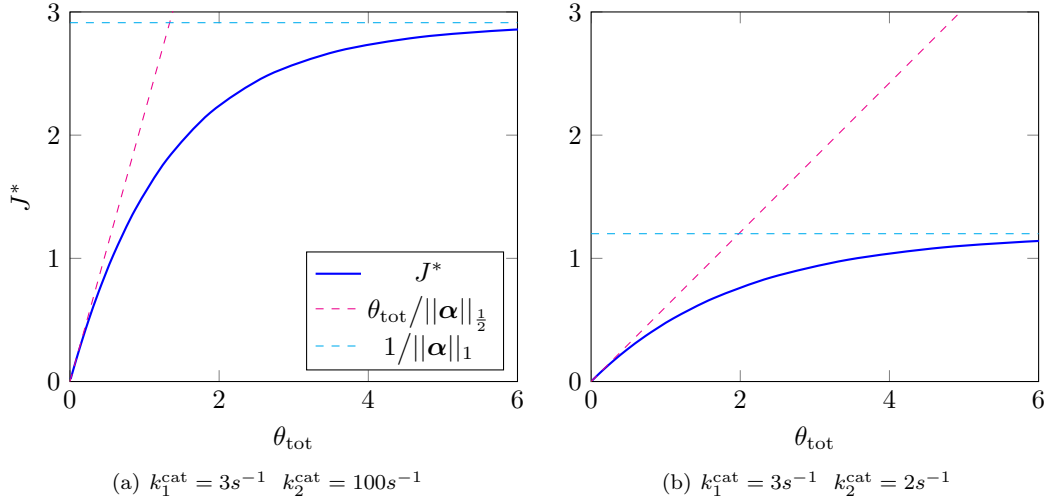 3
2
1
0
0
2
4
6
J*
θ_tot
J*
θ_tot/||α||_{1/2}
1/||α||_1
(a) k_1^cat = 3s^{-1} k_2^cat = 100s^{-1}
3
2
1
0
0
2
4
6
θ_tot
(b) k_1^cat = 3s^{-1} k_2^cat = 2s^{-1}